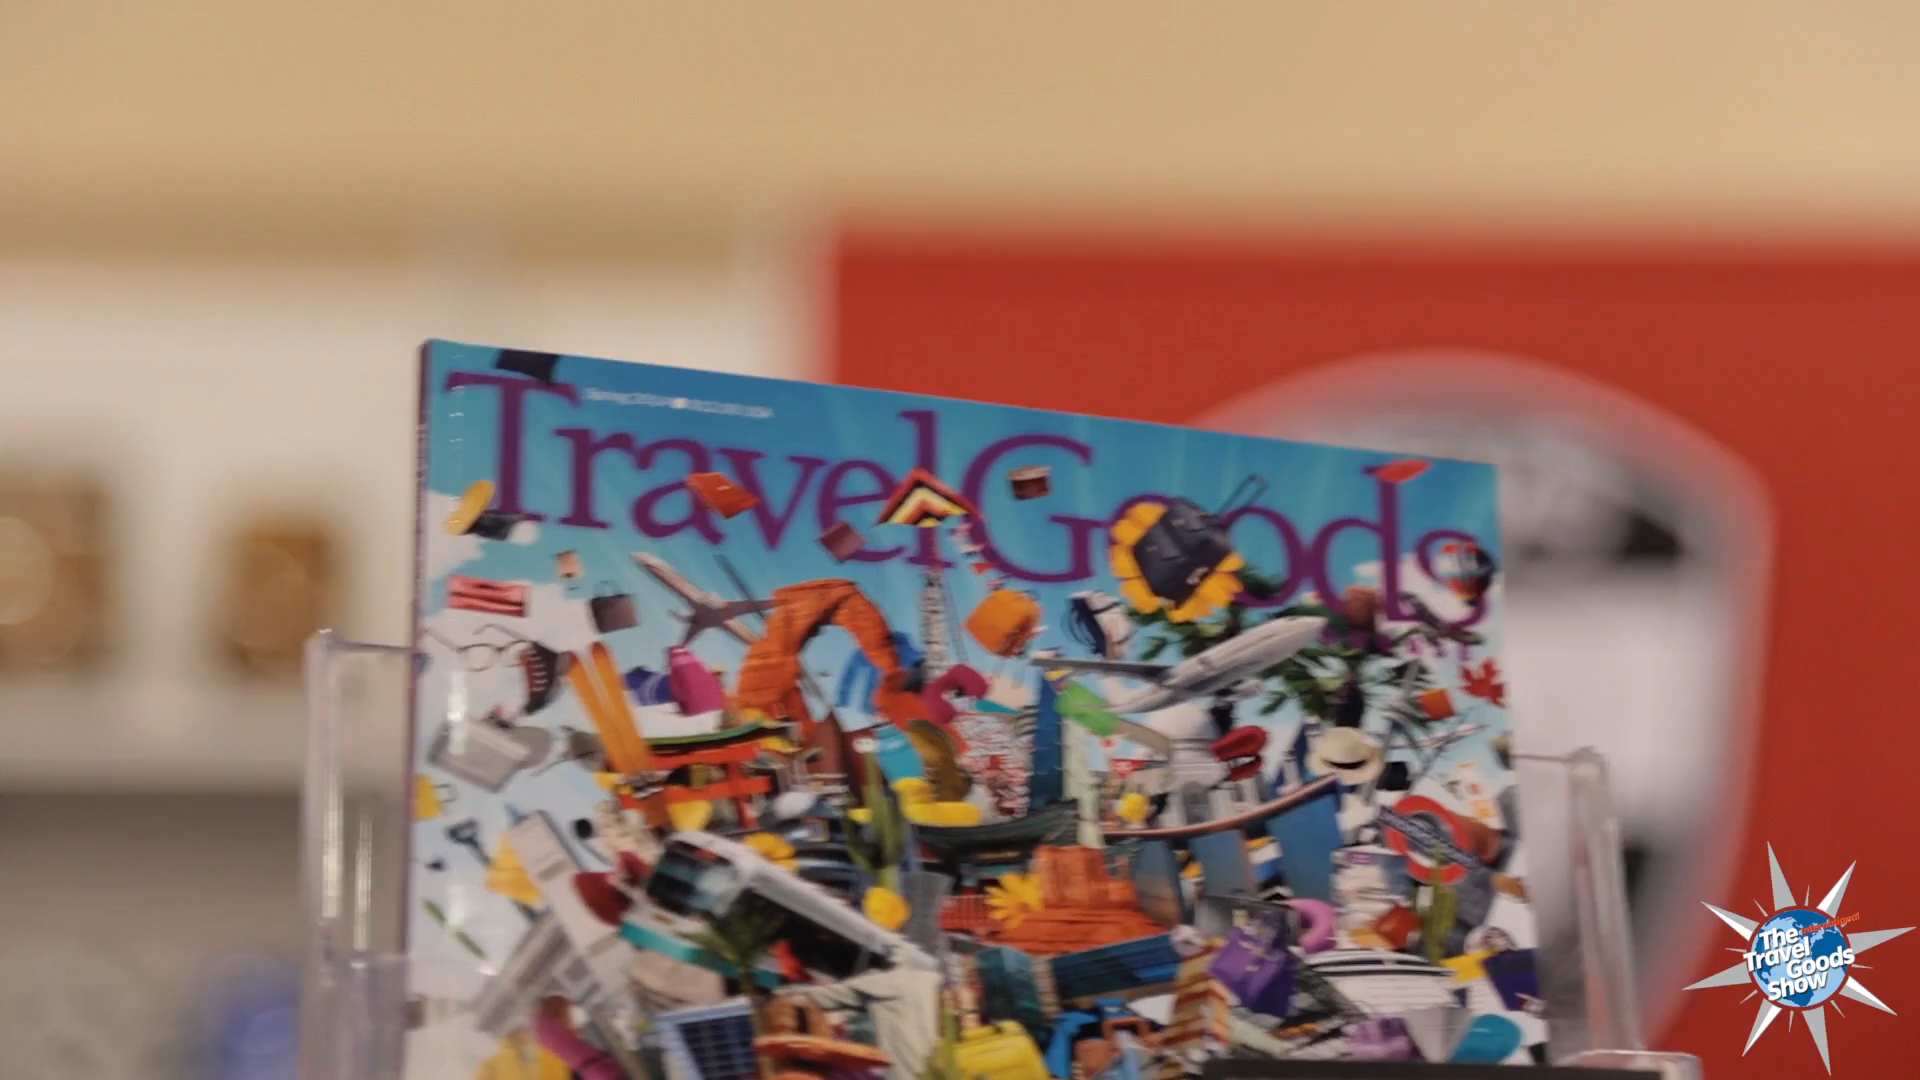 TravelGoods
The International
Travel
Goods
Show